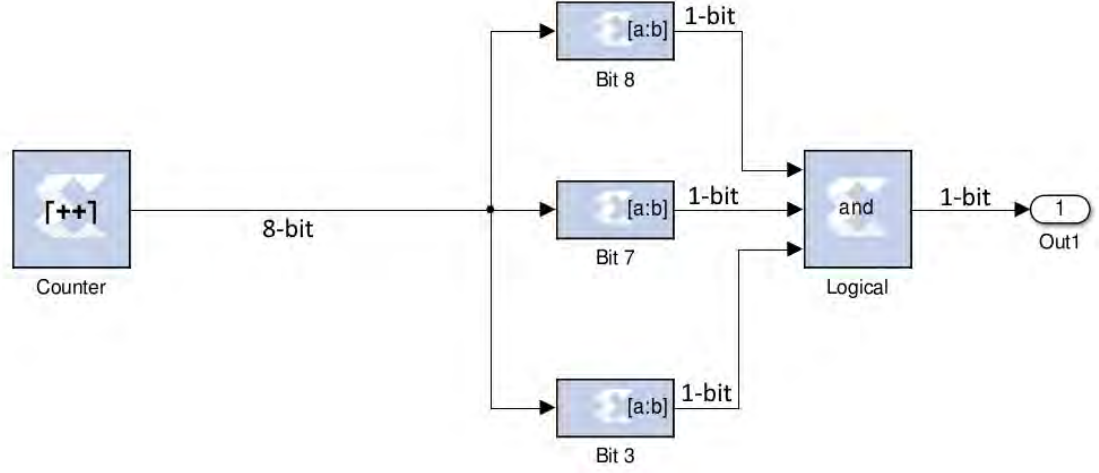 1-bit
[a:b]
Bit 8
⌈++⌉
8-bit
Counter
[a:b]
1-bit
Bit 7
and
Logical
1-bit
1
Out1
[a:b]
1-bit
Bit 3